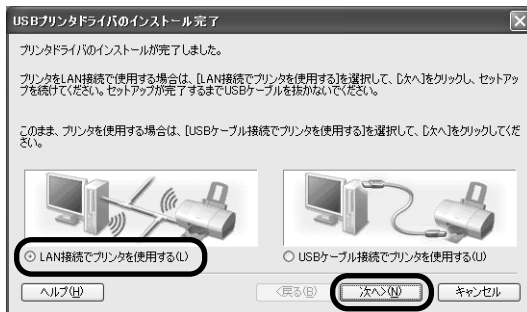 USBプリンタドライバのインストール完了
プリンタドライバのインストールが完了しました。
プリンタをLAN接続で使用する場合は、[LAN接続でプリンタを使用する]を選択して、[次へ]をクリックし、セットアッ
プを続けてください。セットアップが完了するまでUSBケーブルを抜かないでください。
このまま、プリンタを使用する場合は、[USBケーブル接続でプリンタを使用する]を選択して、[次へ]をクリックしてくだ
さい。
LAN接続でプリンタを使用する(L)
USBケーブル接続でプリンタを使用する(U)
ヘルプ(H)
<戻る(B)
次へ>(N)
キャンセル